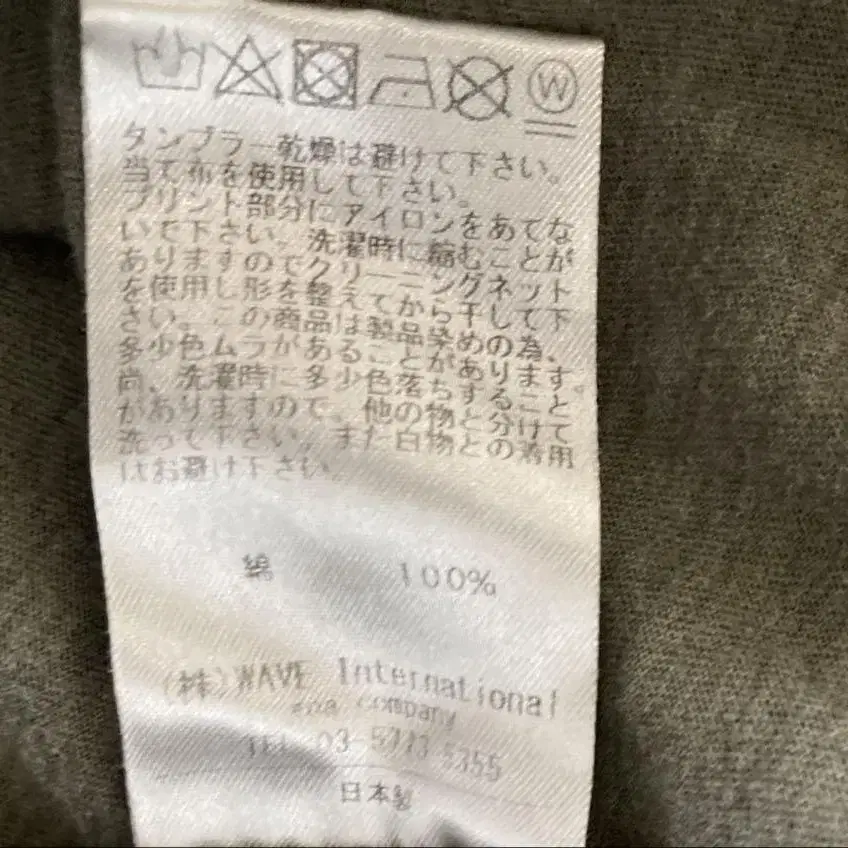 W
タンブラー乾燥は避けて下さい。
当て布を使用して下さい。
プリント部分にアイロンをあてな
いで下さい。洗濯時に縮むことが
ありますのでクリーニングネット
を使用し形を整えてから干して下
さい。この商品は製品染めの為、
多少色ムラがあることがあります。
尚、洗濯時に多少色落ちすること
がありますので。他の物と分けて
洗って下さい。また白物との着用
はお避け下さい。
綿 100%
(株)WAVE International
company
TEL 03-5773-5355
日本製